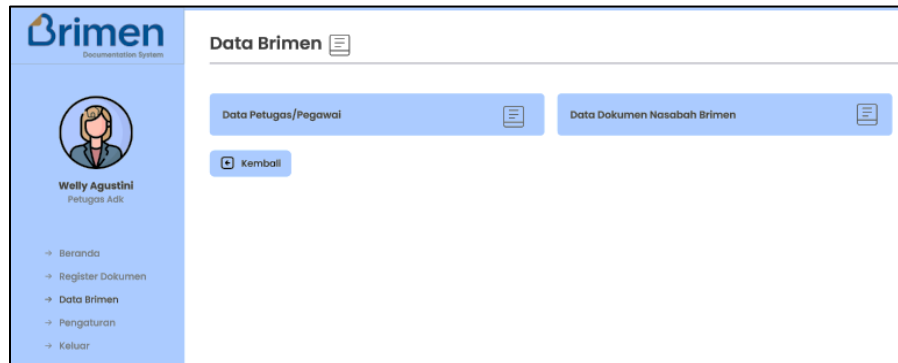 Brimen
Documentation System
Data Brimen
Data Petugas/Pegawai
Data Dokumen Nasabah Brimen
Kembali
Welly Agustini
Petugas Adk
Beranda
Register Dokumen
Data Brimen
Pengaturan
Keluar